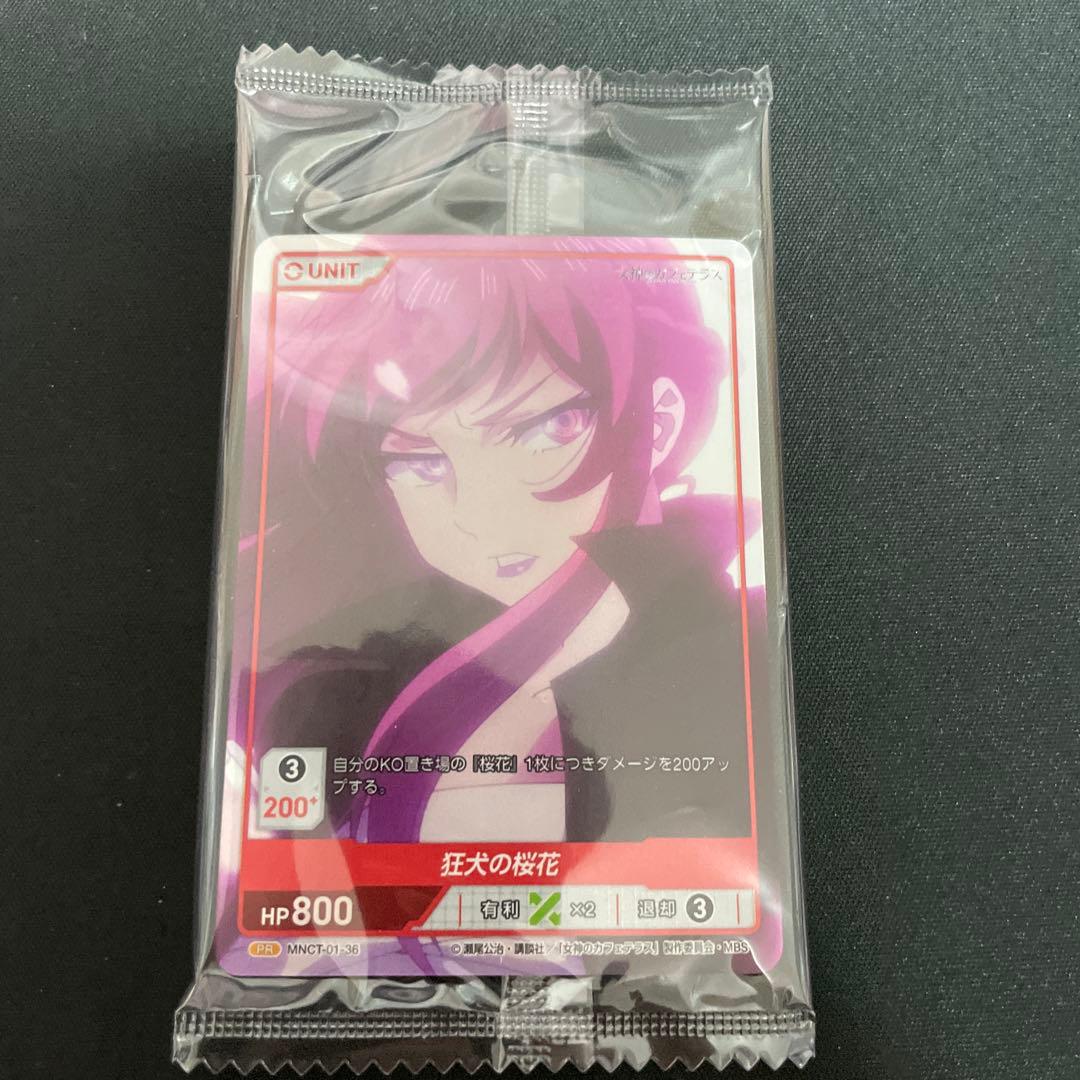 UNIT
女神のカフェテラス
3
200+
自分のKO置き場の『桜花』1枚につきダメージを200アッ
プする。
狂犬の桜花
HP800
有利 ×2
退却 3
PR MNCT-01-36
©瀬尾公治・講談社/「女神のカフェテラス」製作委員会・MBS